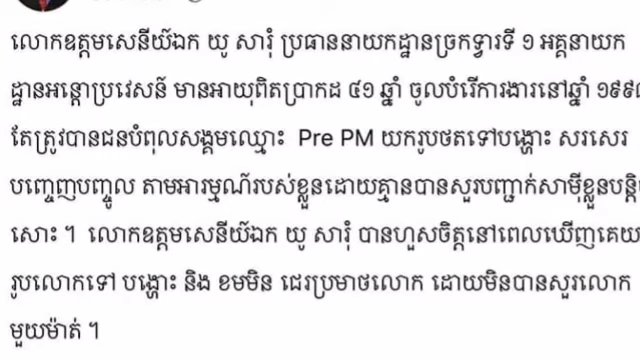 លោកឧត្តមសេនីយ៍ឯក យូ សារុំ ប្រធាននាយកដ្ឋានច្រកទ្វារទី ១ អគ្គនាយក
ដ្ឋានអន្តោប្រវេសន៍ មានអាយុពិតប្រាកដ ៤១ ឆ្នាំ ចូលបំរើការងារនៅឆ្នាំ ១៩៩៨
តែត្រូវបានជនបំពុលសង្គមឈ្មោះ Pre PM យករូបថតទៅបង្ហោះ សរសេរ
បញ្ចេញបញ្ចូល តាមអារម្មណ៍របស់ខ្លួនដោយគ្មានបានសួរបញ្ជាក់សាម៉ីខ្លួនបន្តិច
សោះ ។ លោកឧត្តមសេនីយ៍ឯក យូ សារុំ បានហួសចិត្តនៅពេលឃើញគេយ
រូបលោកទៅ បង្ហោះ និង ខមមិន ជេរប្រមាថលោក ដោយមិនបានសួរលោក
មួយម៉ាត់ ។